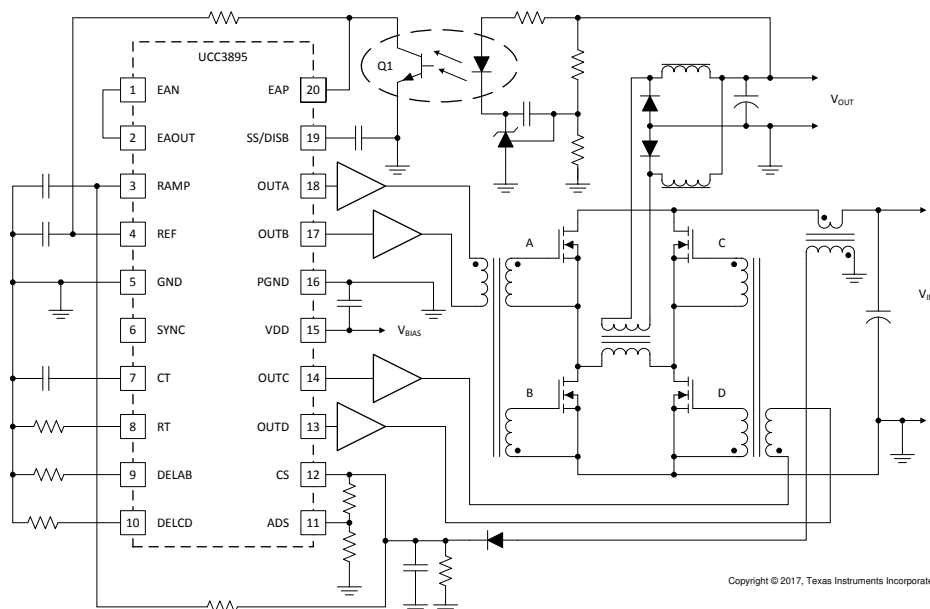 UCC3895
1 EAN EAP 20
2 EAOUT SS/DISB 19
3 RAMP OUTA 18
4 REF OUTB 17
5 GND PGND 16
6 SYNC VDD 15
7 CT OUTC 14
8 RT OUTD 13
9 DELAB CS 12
10 DELCD ADS 11
Q1
VOUT
A
C
B
D
VBIAS
VI
Copyright © 2017, Texas Instruments Incorporate